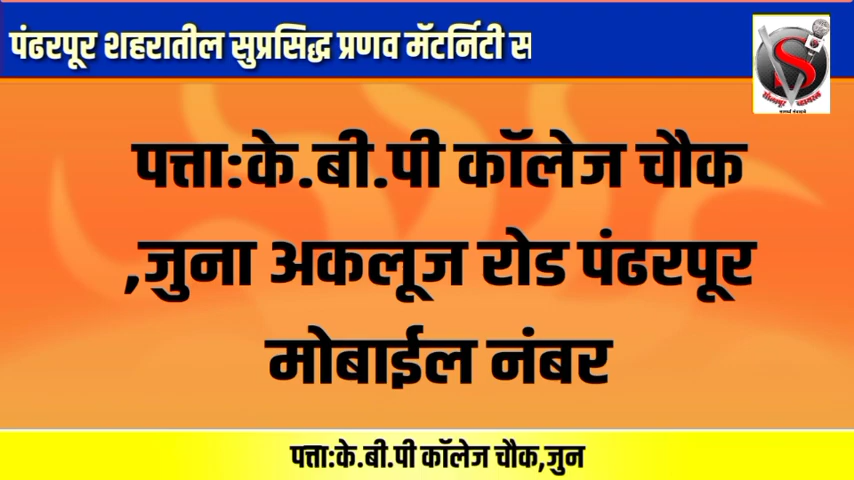 पंढरपूर शहरातील सुप्रसिद्ध प्रणव मॅटर्निटी स
पत्ता:के.बी.पी कॉलेज चौक
,जुना अकलूज रोड पंढरपूर
मोबाईल नंबर
पत्ता:के.बी.पी कॉलेज चौक,जुन